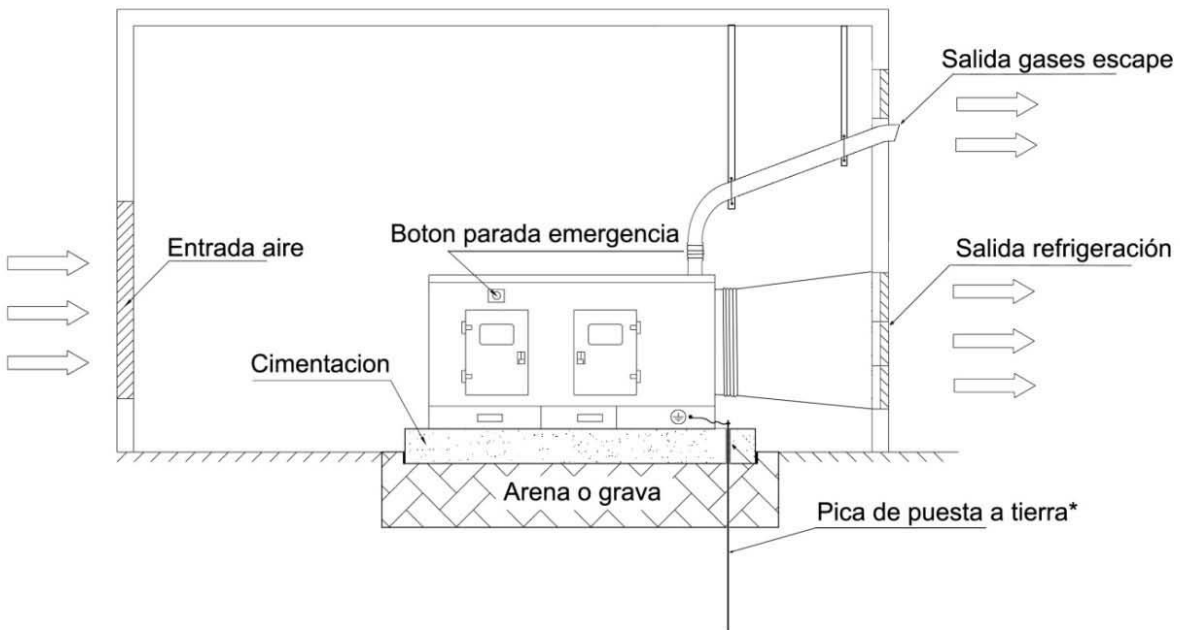 Salida gases escape
Boton parada emergencia
Entrada aire
Salida refrigeración
Cimentacion
Arena o grava
Pica de puesta a tierra*